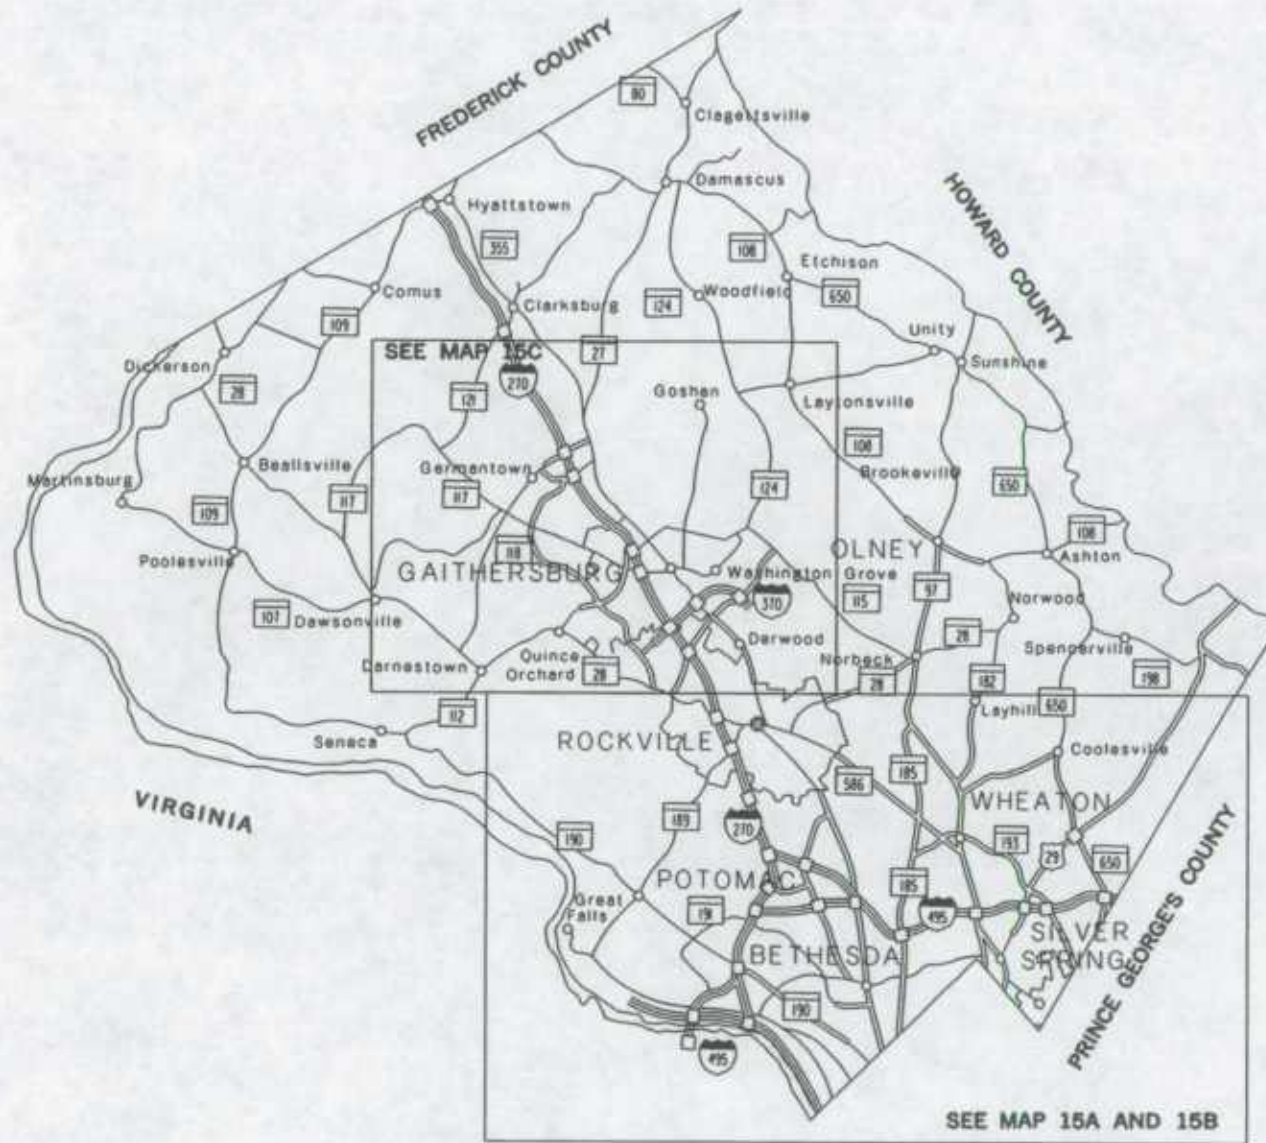 FREDERICK COUNTY
80
Clagettsville
Damascus
Hyattstown
HOWARD COUNTY
355
108
Etchison
Comus
Clarksburg
124
Woodfield
650
109
Unity
SEE MAP 15C
27
Sunshine
Dickerson
270
28
121
Goshen
Laytonsville
108
Beallsville
Germantown
Brookeville
Martinsburg
117
117
124
650
109
118
108
Poolesville
GAITHERSBURG
OLNEY
Ashton
Washington
Grove
97
107
Dawsonville
370
115
Norwood
Derwood
28
Spencerville
Darnestown
Quince
Orchard
28
Norbeck
28
182
198
112
Layhill
650
Seneca
ROCKVILLE
Coolesville
586
185
VIRGINIA
WHEATON
189
270
190
193
29
650
POTOMAC
185
PRINCE GEORGE'S COUNTY
Great
Falls
191
495
SILVER
SPRING
BETHESDA
190
495
SEE MAP 15A AND 15B